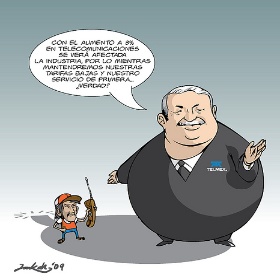 CON EL AUMENTO A 3%
EN TELECOMUNICACIONES
SE VERÁ AFECTADA
LA INDUSTRIA, POR LO MIENTRAS
MANTENDREMOS NUESTRAS
TARIFAS BAJAS Y NUESTRO
SERVICIO DE PRIMERA...
¿VERDAD?
TELMEX.
'09